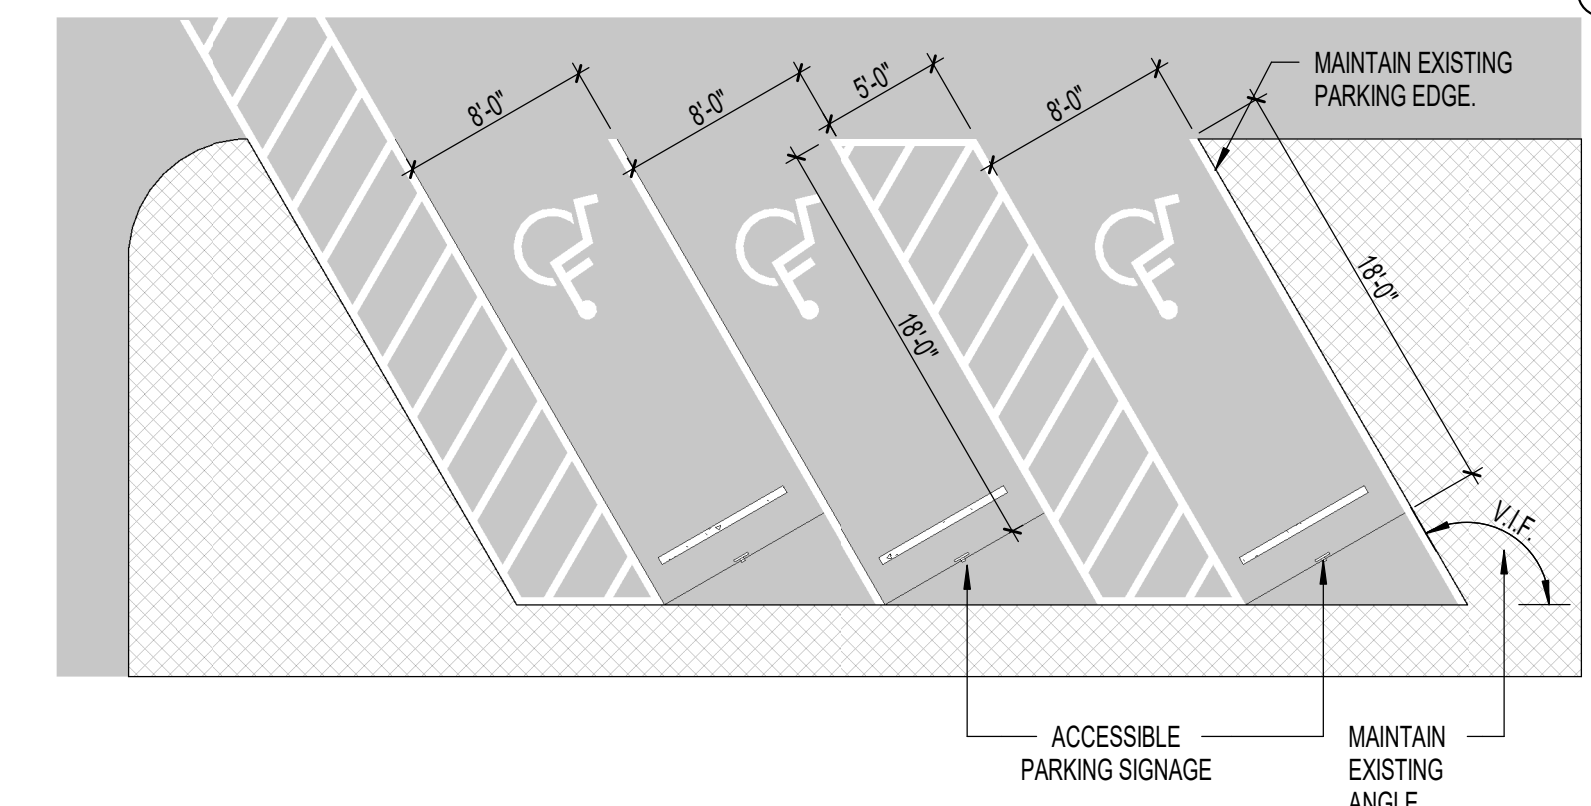 MAINTAIN EXISTING
PARKING EDGE.
8'-0"
8'-0"
5'-0"
8'-0"
18'-0"
18'-0"
V.I.F.
ACCESSIBLE
PARKING SIGNAGE
MAINTAIN
EXISTING
ANGLE